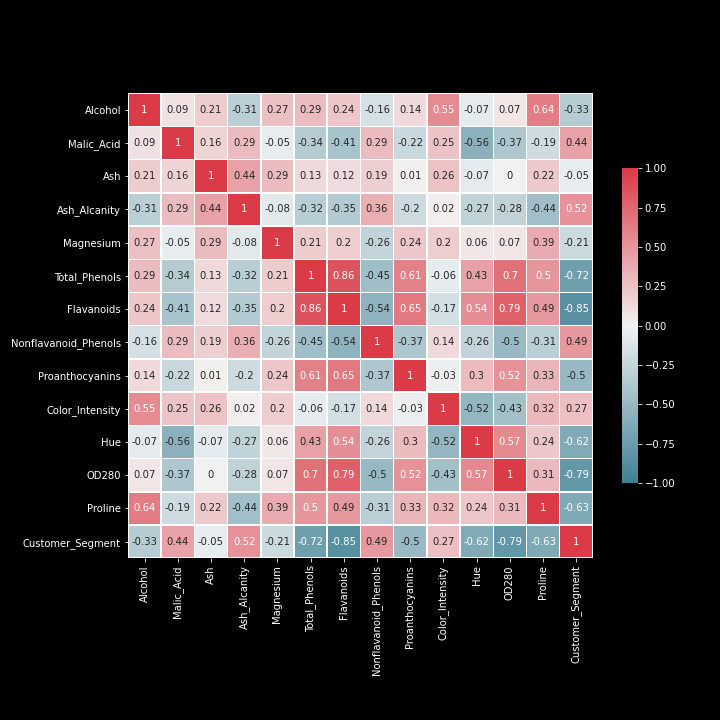 Alcohol 1 0.09 0.21 -0.31 0.27 0.29 0.24 -0.16 0.14 0.55 -0.07 0.07 0.64 -0.33
Malic_Acid 0.09 1 0.16 0.29 -0.05 -0.34 -0.41 0.29 -0.22 0.25 -0.56 -0.37 -0.19 0.44
Ash 0.21 0.16 1 0.44 0.29 0.13 0.12 0.19 0.01 0.26 -0.07 0 0.22 -0.05
Ash_Alcanity -0.31 0.29 0.44 1 -0.08 -0.32 -0.35 0.36 -0.2 0.02 -0.27 -0.28 -0.44 0.52
Magnesium 0.27 -0.05 0.29 -0.08 1 0.21 0.2 -0.26 0.24 0.2 0.06 0.07 0.39 -0.21
Total_Phenols 0.29 -0.34 0.13 -0.32 0.21 1 0.86 -0.45 0.61 -0.06 0.43 0.7 0.5 -0.72
Flavanoids 0.24 -0.41 0.12 -0.35 0.2 0.86 1 -0.54 0.65 -0.17 0.54 0.79 0.49 -0.85
Nonflavanoid_Phenols -0.16 0.29 0.19 0.36 -0.26 -0.45 -0.54 1 -0.37 0.14 -0.26 -0.5 -0.31 0.49
Proanthocyanins 0.14 -0.22 0.01 -0.2 0.24 0.61 0.65 -0.37 1 -0.03 0.3 0.52 0.33 -0.5
Color_Intensity 0.55 0.25 0.26 0.02 0.2 -0.06 -0.17 0.14 -0.03 1 -0.52 -0.43 0.32 0.27
Hue -0.07 -0.56 -0.07 -0.27 0.06 0.43 0.54 -0.26 0.3 -0.52 1 0.57 0.24 -0.62
OD280 0.07 -0.37 0 -0.28 0.07 0.7 0.79 -0.5 0.52 -0.43 0.57 1 0.31 -0.79
Proline 0.64 -0.19 0.22 -0.44 0.39 0.5 0.49 -0.31 0.33 0.32 0.24 0.31 1 -0.63
Customer_Segment -0.33 0.44 -0.05 0.52 -0.21 -0.72 -0.85 0.49 -0.5 0.27 -0.62 -0.79 -0.63 1
Alcohol
Malic_Acid
Ash
Ash_Alcanity
Magnesium
Total_Phenols
Flavanoids
Nonflavanoid_Phenols
Proanthocyanins
Color_Intensity
Hue
OD280
Proline
Customer_Segment
1.00
0.75
0.50
0.25
0.00
−0.25
−0.50
−0.75
−1.00